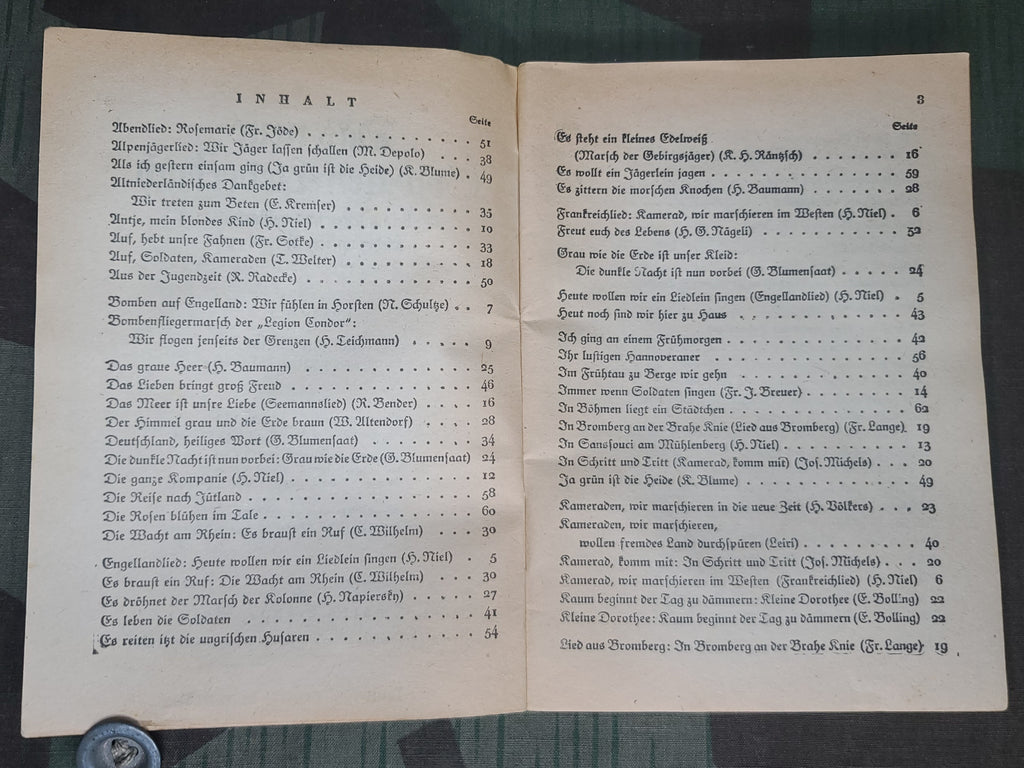 INHALT
Seite
Abendlied: Rosemarie (Fr. Jöde) . . . . . . . . . . . 51
Alpenjägerlied: Wir Jäger lassen schallen (M. Depolo) . . . . 38
Als ich gestern einsam ging (Ja grün ist die Heide) (K. Blume) . 49
Altniederländisches Dankgebet:
Wir treten zum Beten (E. Kremser) . . . . . . . . . 35
Antje, mein blondes Kind (H. Niel) . . . . . . . . . . 10
Auf, hebt unsre Fahnen (Fr. Sotke) . . . . . . . . . . 33
Auf, Soldaten, Kameraden (T. Welter) . . . . . . . . . 18
Aus der Jugendzeit (R. Radecke) . . . . . . . . . . . 50
Bomben auf Engelland: Wir fühlen in Horsten (N. Schultze) . . 7
Bombenfliegermarsch der „Legion Condor“:
Wir flogen jenseits der Grenzen (H. Teichmann) . . . . . 9
Das graue Heer (H. Baumann) . . . . . . . . . . . . 25
Das Lieben bringt groß Freud . . . . . . . . . . . . 46
Das Meer ist unsre Liebe (Seemannslied) (R. Bender) . . . . 16
Der Himmel grau und die Erde braun (W. Altendorf) . . . . 28
Deutschland, heiliges Wort (G. Blumensaat) . . . . . . . 34
Die dunkle Nacht ist nun vorbei: Grau wie die Erde (G. Blumensaat) 24
Die ganze Kompanie (H. Niel) . . . . . . . . . . . . 12
Die Reise nach Jütland . . . . . . . . . . . . . . 58
Die Rosen blühen im Tale . . . . . . . . . . . . . 60
Die Wacht am Rhein: Es braust ein Ruf (C. Wilhelm) . . . . 30
Engellandlied: Heute wollen wir ein Liedlein singen (H. Niel) . 5
Es braust ein Ruf: Die Wacht am Rhein (C. Wilhelm) . . . . 30
Es dröhnet der Marsch der Kolonne (H. Napiersky) . . . . . 27
Es leben die Soldaten . . . . . . . . . . . . . . . 41
Es reiten itzt die ungrischen Husaren . . . . . . . . . . 54
3
Seite
Es steht ein kleines Edelweiß
(Marsch der Gebirgsjäger) (K. H. Räntzsch) . . . . . . . 16
Es wollt ein Jägerlein jagen . . . . . . . . . . . . . 59
Es zittern die morschen Knochen (H. Baumann) . . . . . . . 28
Frankreichlied: Kamerad, wir marschieren im Westen (H. Niel) . 6
Freut euch des Lebens (H. G. Nägeli) . . . . . . . . . . 52
Grau wie die Erde ist unser Kleid:
Die dunkle Nacht ist nun vorbei (G. Blumensaat) . . . . . 24
Heute wollen wir ein Liedlein singen (Engellandlied) (H. Niel) . 5
Heut noch sind wir hier zu Haus . . . . . . . . . . . 43
Ich ging an einem Frühmorgen . . . . . . . . . . . . 42
Ihr lustigen Hannoveraner . . . . . . . . . . . . . 56
Im Frühtau zu Berge wir gehn . . . . . . . . . . . . 40
Immer wenn Soldaten singen (Fr. J. Breuer) . . . . . . . . 14
In Böhmen liegt ein Städtchen . . . . . . . . . . . . 62
In Bromberg an der Brahe Knie (Lied aus Bromberg) (Fr. Lange) 19
In Sanssouci am Mühlenberg (H. Niel) . . . . . . . . . 13
In Schritt und Tritt (Kamerad, komm mit) (Jos. Michels) . . . 20
Ja grün ist die Heide (K. Blume) . . . . . . . . . . . 49
Kameraden, wir marschieren in die neue Zeit (H. Völkers) . . . 23
Kameraden, wir marschieren,
wollen fremdes Land durchspüren (Leiri) . . . . . . . . 40
Kamerad, komm mit: In Schritt und Tritt (Jos. Michels) . . . 20
Kamerad, wir marschieren im Westen (Frankreichlied) (H. Niel) 6
Kaum beginnt der Tag zu dämmern: Kleine Dorothee (E. Bolling) 22
Kleine Dorothee: Kaum beginnt der Tag zu dämmern (E. Bolling) 22
Lied aus Bromberg: In Bromberg an der Brahe Knie (Fr. Lange) 19